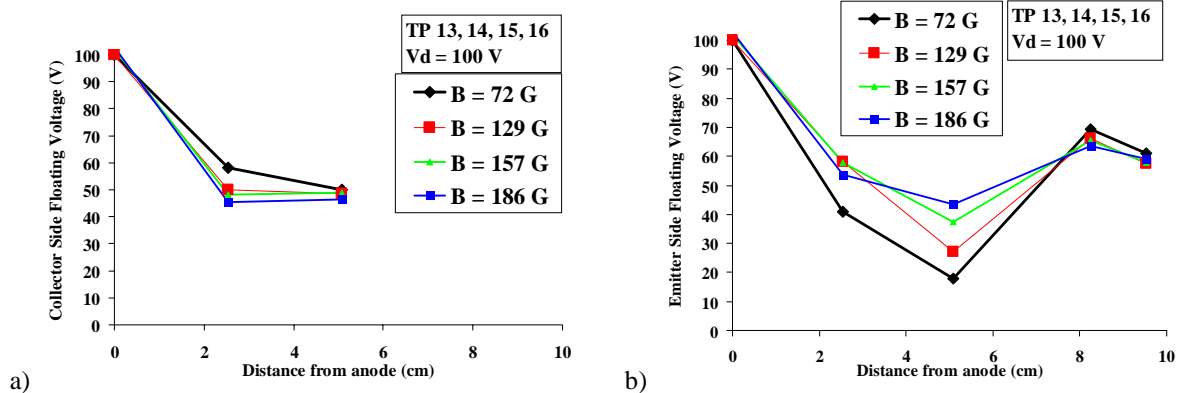 TP 13, 14, 15, 16
Vd = 100 V
B = 72 G
B = 129 G
B = 157 G
B = 186 G
Collector Side Floating Voltage (V)
100
90
80
70
60
50
40
30
20
10
0
0 2 4 6 8 10
Distance from anode (cm)
a)
B = 72 G
B = 129 G
B = 157 G
B = 186 G
TP 13, 14, 15, 16
Vd = 100 V
Emitter Side Floating Voltage (V)
100
90
80
70
60
50
40
30
20
10
0
0 2 4 6 8 10
Distance from anode (cm)
b)